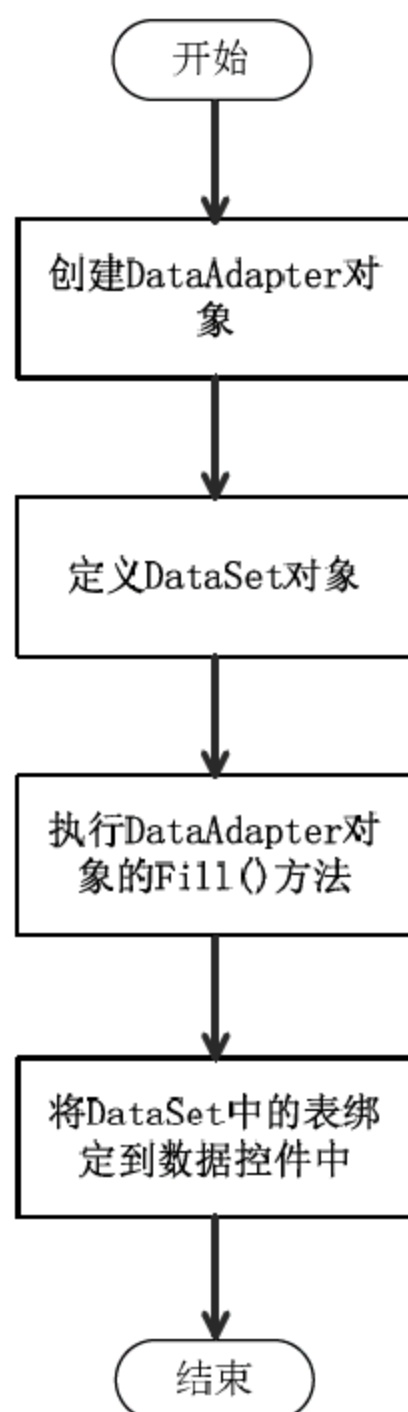 开始
创建DataAdapter对
象
定义DataSet对象
执行DataAdapter对
象的Fill()方法
将DataSet中的表绑
定到数据控件中
结束